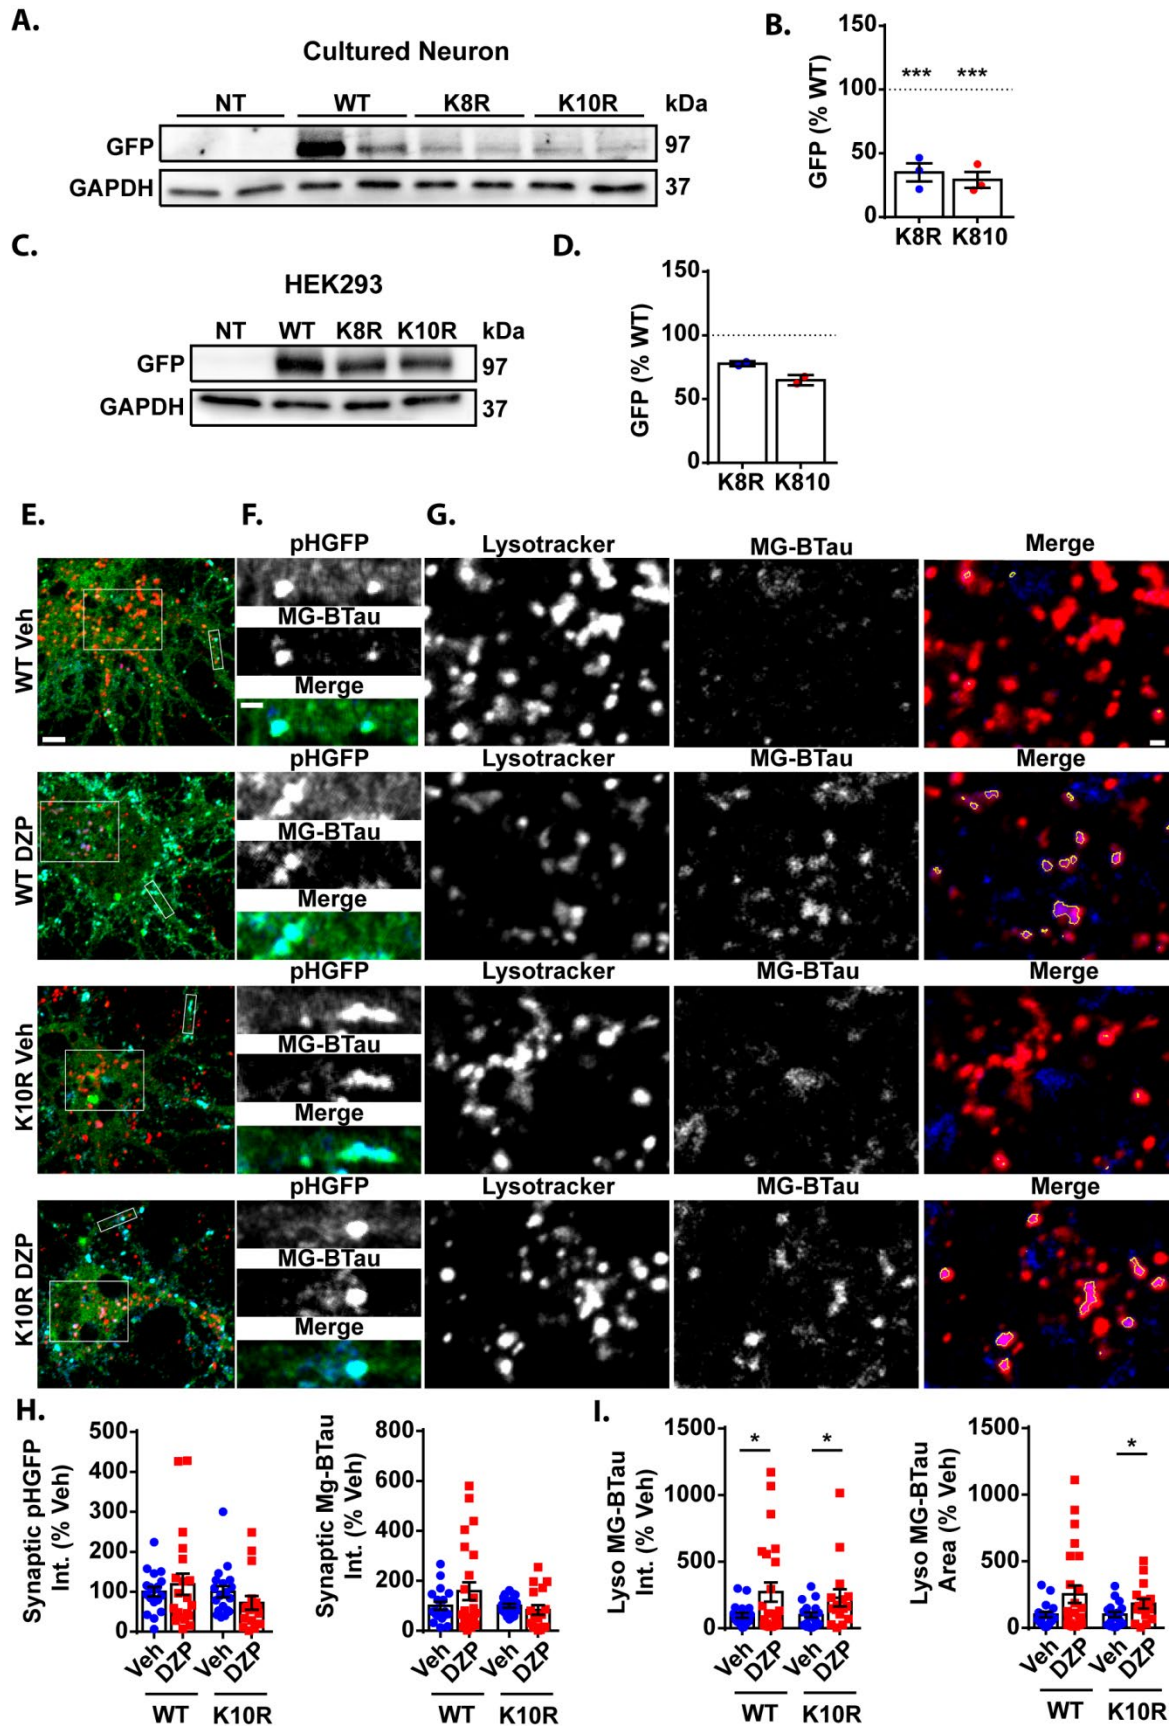 A.
Cultured Neuron
NT WT K8R K10R kDa
GFP 97
GAPDH 37
B.
GFP (% WT)
150
100
50
0
*** ***
K8R K810
C.
HEK293
NT WT K8R K10R kDa
GFP 97
GAPDH 37
D.
GFP (% WT)
150
100
50
0
K8R K810
E. F. G.
WT Veh
pHGFP
MG-BTau
Merge
Lysotracker MG-BTau Merge
WT DZP
pHGFP
MG-BTau
Merge
Lysotracker MG-BTau Merge
K10R Veh
pHGFP
MG-BTau
Merge
Lysotracker MG-BTau Merge
K10R DZP
pHGFP
MG-BTau
Merge
Lysotracker MG-BTau Merge
H.
Synaptic pHGFP
Int. (% Veh)
500
400
300
200
100
0
Veh DZP Veh DZP
WT K10R
Synaptic Mg-BTau
Int. (% Veh)
800
600
400
200
0
Veh DZP Veh DZP
WT K10R
I.
Lyso MG-BTau
Int. (% Veh)
1500
1000
500
0
* *
Veh DZP Veh DZP
WT K10R
Lyso MG-BTau
Area (% Veh)
1500
1000
500
0
*
Veh DZP Veh DZP
WT K10R